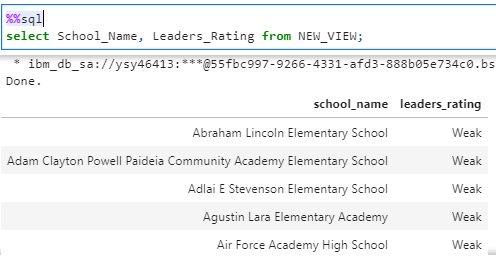 %%sql
select School_Name, Leaders_Rating from NEW_VIEW;
* ibm_db_sa://ysy46413:***@55fbc997-9266-4331-afd3-888b05e734c0.bs
Done.
school_name leaders_rating
Abraham Lincoln Elementary School Weak
Adam Clayton Powell Paideia Community Academy Elementary School Weak
Adlai E Stevenson Elementary School Weak
Agustin Lara Elementary Academy Weak
Air Force Academy High School Weak